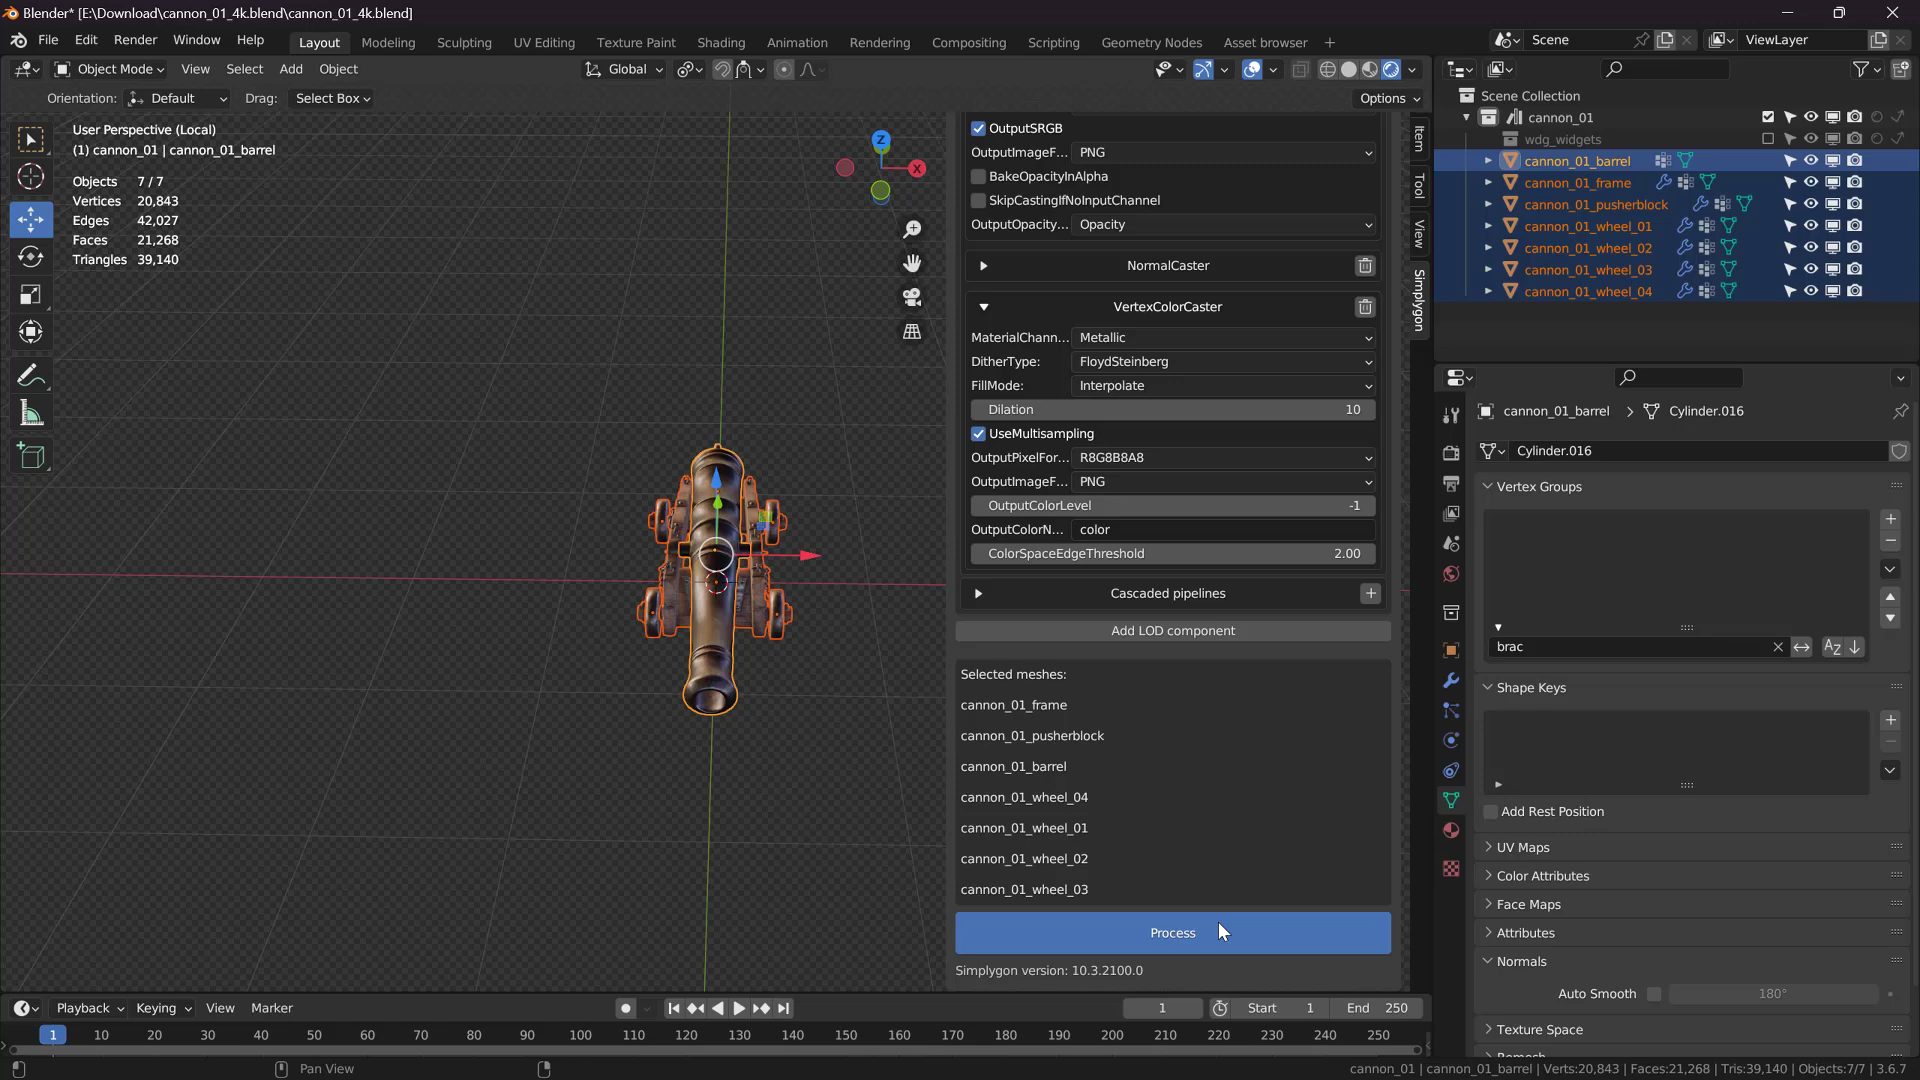 Blender* [E:\Download\cannon_01_4k.blend\cannon_01_4k.blend]
File Edit Render Window Help Layout Modeling Sculpting UV Editing Texture Paint Shading Animation Rendering Compositing Scripting Geometry Nodes Asset browser + Scene ViewLayer
Object Mode View Select Add Object Global
Orientation: Default Drag: Select Box Options
User Perspective (Local)
(1) cannon_01 | cannon_01_barrel
Objects 7/7
Vertices 20,843
Edges 42,027
Faces 21,268
Triangles 39,140
Z
X
OutputSRGB
OutputImageF... PNG
BakeOpacityInAlpha
SkipCastingIfNoInputChannel
OutputOpacity... Opacity
NormalCaster
VertexColorCaster
MaterialChann... Metallic
DitherType: FloydSteinberg
FillMode: Interpolate
Dilation 10
UseMultisampling
OutputPixelFor... R8G8B8A8
OutputImageF... PNG
OutputColorLevel -1
OutputColorN... color
ColorSpaceEdgeThreshold 2.00
Cascaded pipelines
Add LOD component
Selected meshes:
cannon_01_frame
cannon_01_pusherblock
cannon_01_barrel
cannon_01_wheel_04
cannon_01_wheel_01
cannon_01_wheel_02
cannon_01_wheel_03
Process
Simplygon version: 10.3.2100.0
Item
Tool
View
Simplygon
Scene Collection
cannon_01
wdg_widgets
cannon_01_barrel
cannon_01_frame
cannon_01_pusherblock
cannon_01_wheel_01
cannon_01_wheel_02
cannon_01_wheel_03
cannon_01_wheel_04
cannon_01_barrel > Cylinder.016
Cylinder.016
Vertex Groups
brac
Shape Keys
Add Rest Position
UV Maps
Color Attributes
Face Maps
Attributes
Normals
Auto Smooth 180°
Texture Space
Remesh
Playback Keying View Marker 1 Start 1 End 250
1 10 20 30 40 50 60 70 80 90 100 110 120 130 140 150 160 170 180 190 200 210 220 230 240 250
Pan View
cannon_01 | cannon_01_barrel | Verts:20,843 | Faces:21,268 | Tris:39,140 | Objects:7/7 | 3.6.7